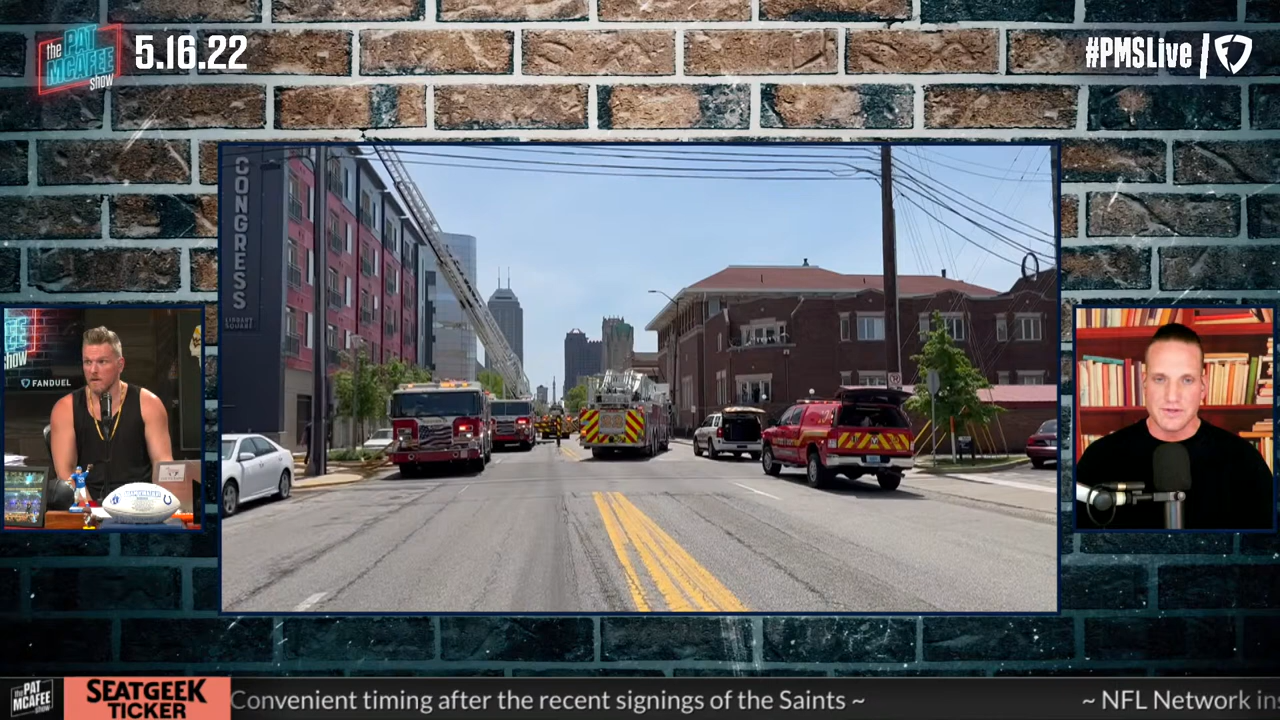 the PAT MCAFEE show
5.16.22
#PMSLive
CONGRESS
LIBRARY SQUARE
FANDUEL
the PAT MCAFEE show
SEATGEEK TICKER
Convenient timing after the recent signings of the Saints ~
~ NFL Network in